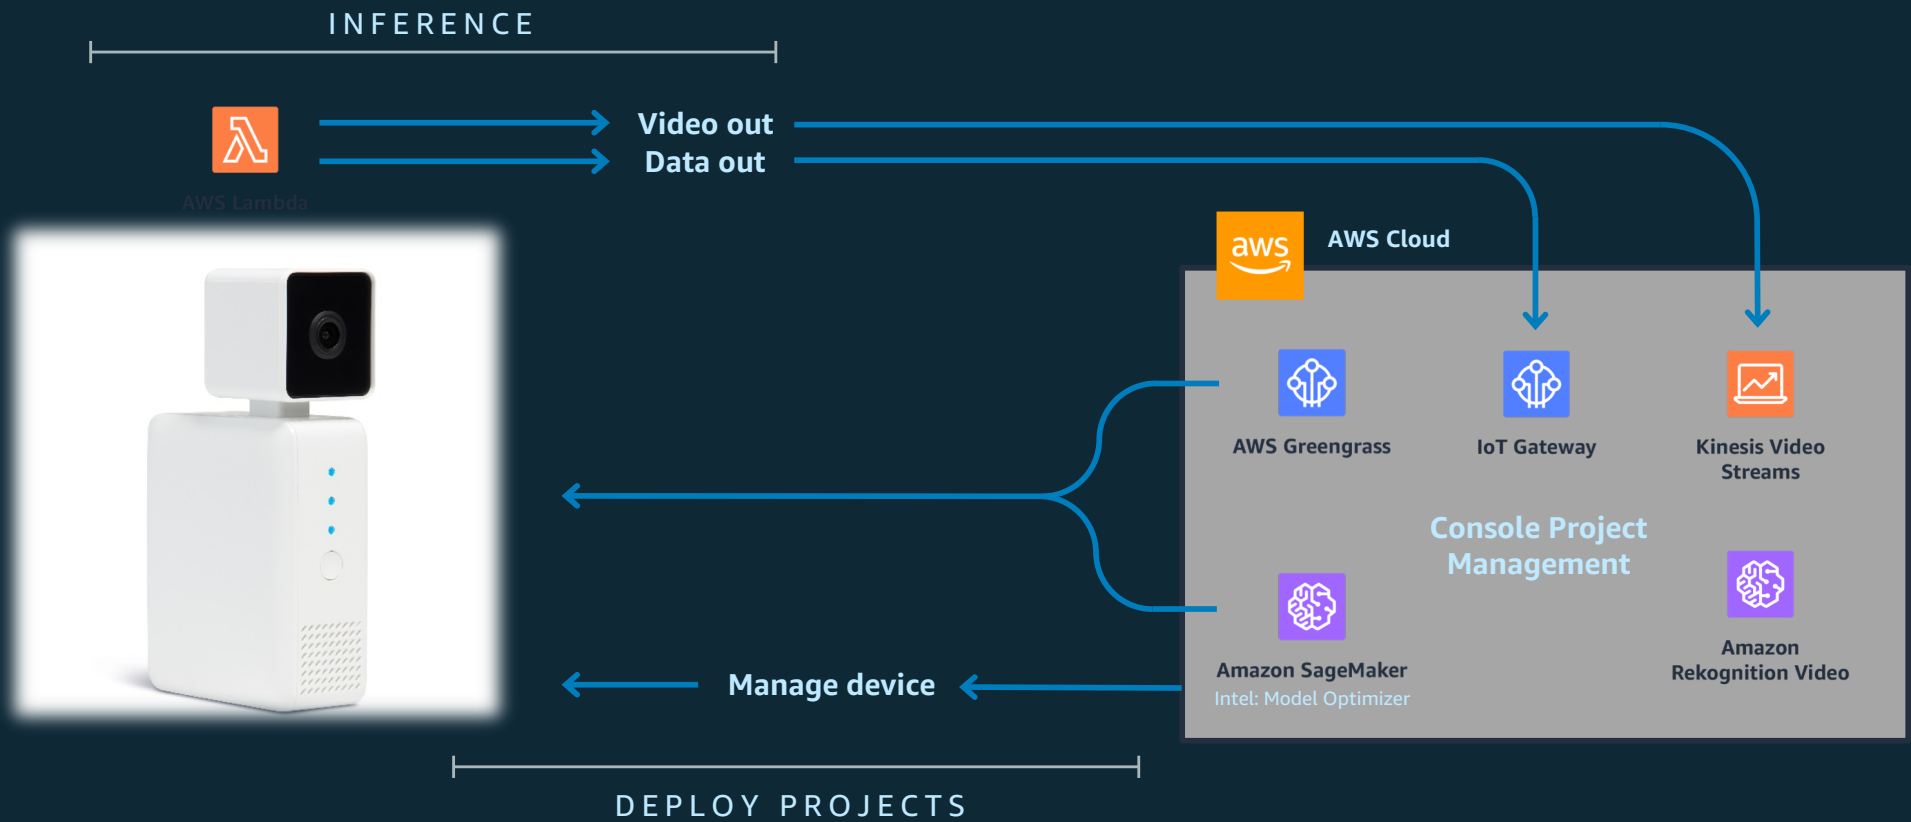 INFERENCE
Video out
Data out
AWS Lambda
aws
AWS Cloud
AWS Greengrass
IoT Gateway
Kinesis Video
Streams
Console Project
Management
Amazon SageMaker
Intel: Model Optimizer
Amazon
Rekognition Video
Manage device
DEPLOY PROJECTS